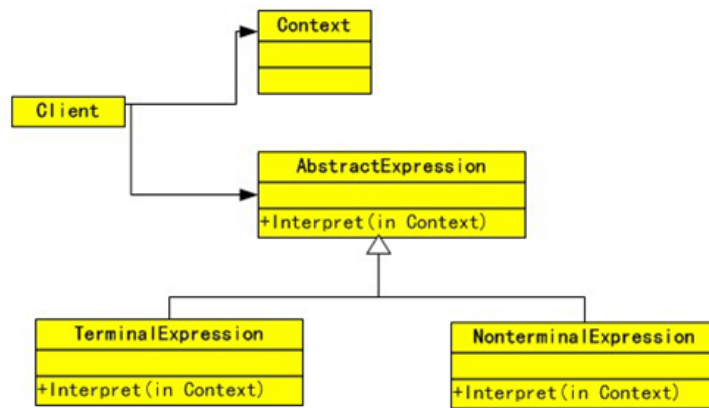 Context
Client
AbstractExpression
+Interpret(in Context)
TerminalExpression
+Interpret(in Context)
NonterminalExpression
+Interpret(in Context)